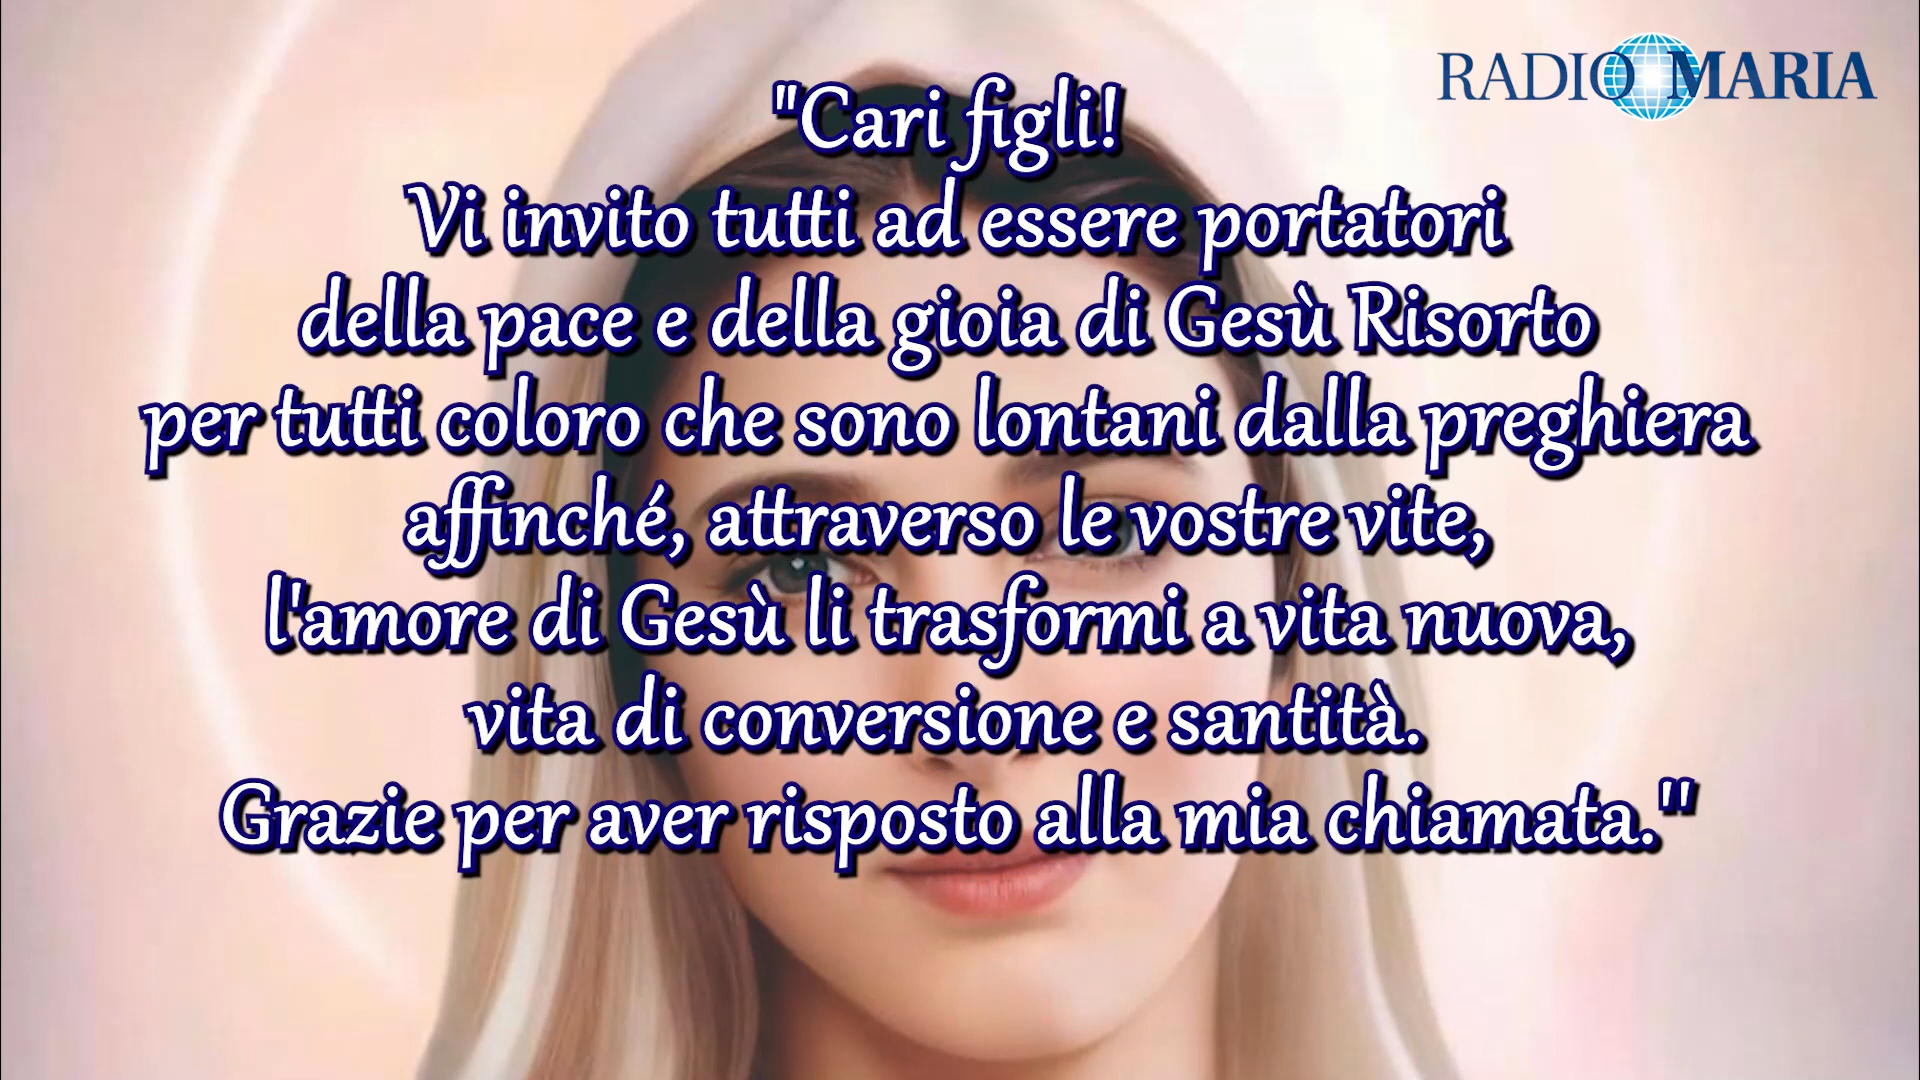 RADIO MARIA
"Cari figli!
Vi invito tutti ad essere portatori
della pace e della gioia di Gesù Risorto
per tutti coloro che sono lontani dalla preghiera
affinché, attraverso le vostre vite,
l'amore di Gesù li trasformi a vita nuova,
vita di conversione e santità.
Grazie per aver risposto alla mia chiamata."